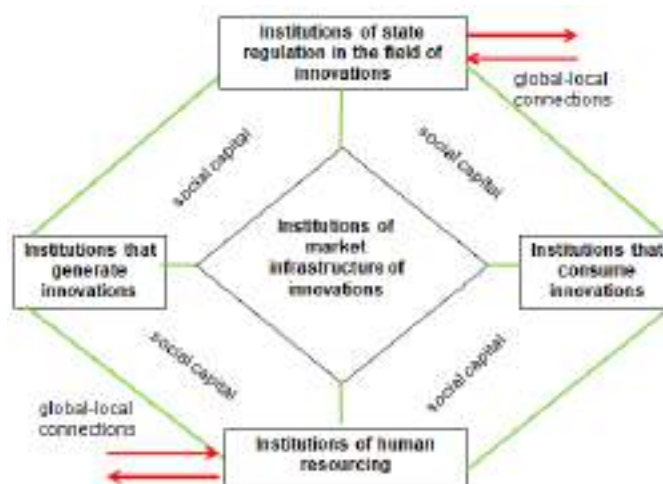 Institutions of state
regulation in the field of
innovations
global-local
connections
social capital
social capital
Institutions that
generate innovations
Institutions of
market
infrastructure of
innovations
Institutions that
consume
innovations
social capital
social capital
global-local
connections
Institutions of human
resourcing